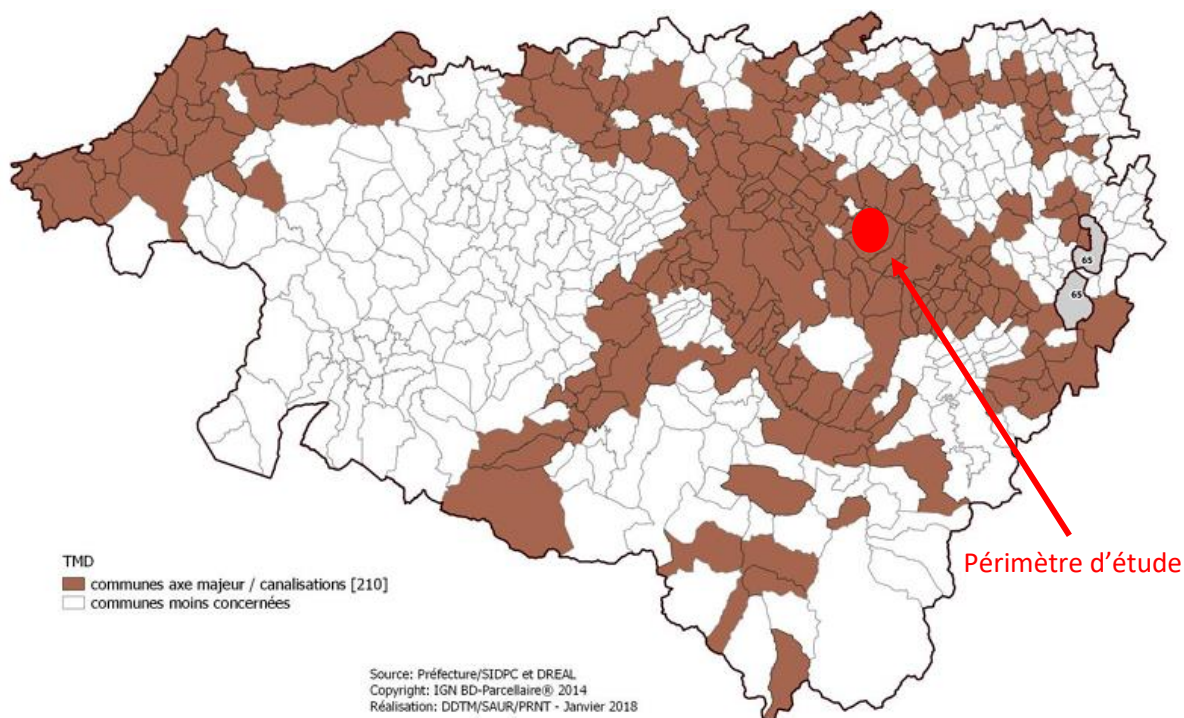 65
65
Périmètre d’étude
TMD
communes axe majeur / canalisations [210]
communes moins concernées
Source: Préfecture/SIDPC et DREAL
Copyright: IGN BD-Parcellaire® 2014
Réalisation: DDTM/SAUR/PRNT - Janvier 2018